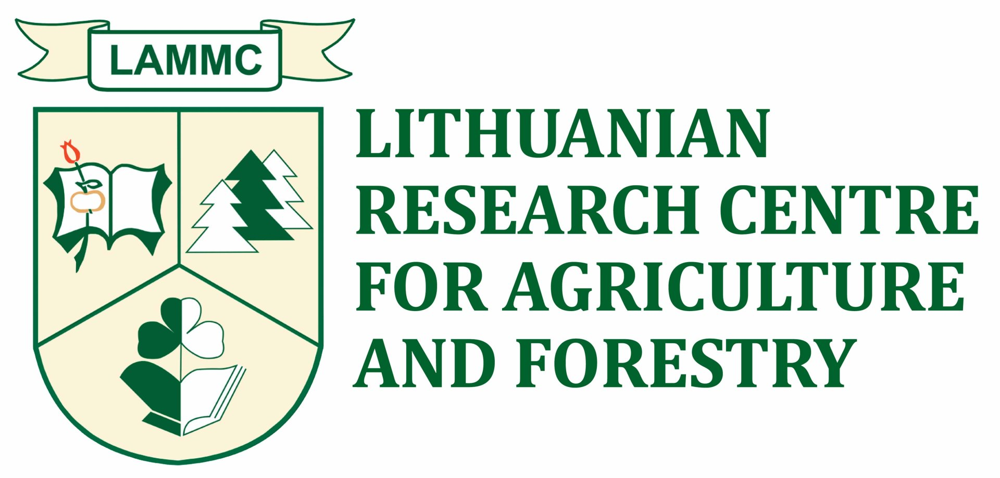 LAMMC
LITHUANIAN
RESEARCH CENTRE
FOR AGRICULTURE
AND FORESTRY